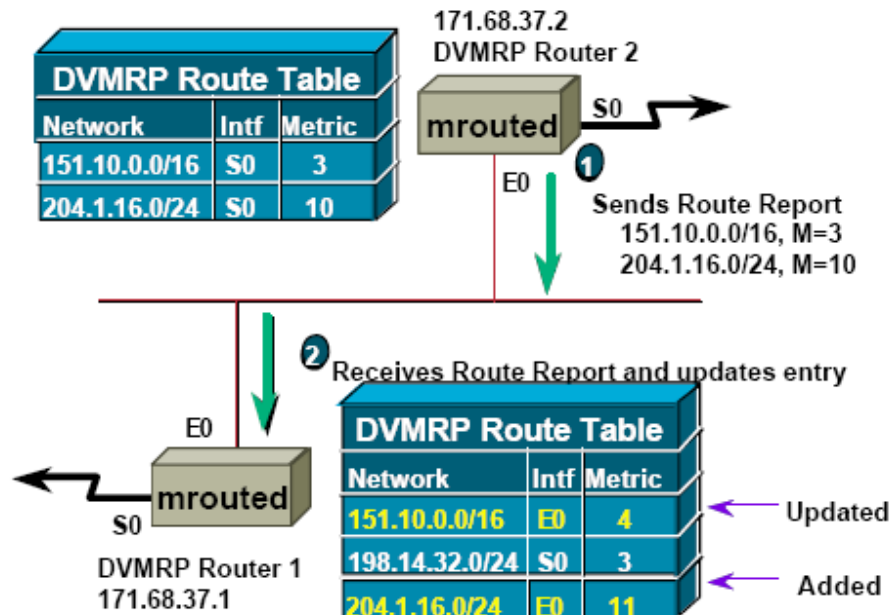 171.68.37.2
DVMRP Router 2
DVMRP Route Table
Network Intf Metric
151.10.0.0/16 S0 3
204.1.16.0/24 S0 10
mrouted
S0
E0
1
Sends Route Report
151.10.0.0/16, M=3
204.1.16.0/24, M=10
2
Receives Route Report and updates entry
E0
mrouted
S0
DVMRP Router 1
171.68.37.1
DVMRP Route Table
Network Intf Metric
151.10.0.0/16 E0 4
Updated
198.14.32.0/24 S0 3
Added
204.1.16.0/24 E0 11